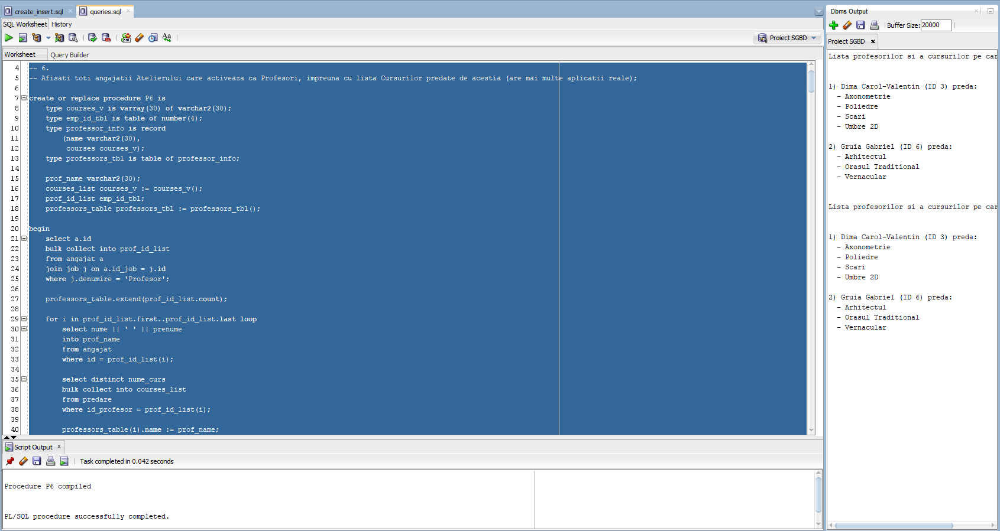 create_insert.sql
queries.sql
SQL Worksheet History
Proiect SGBD
Worksheet Query Builder
4 -- 6.
5 -- Afisati toti angajatii Atelierului care activeaza ca Profesori, impreuna cu lista Cursurilor predate de acestia (are mai multe aplicatii reale);
6
7 create or replace procedure P6 is
8 type courses_v is varray(30) of varchar2(30);
9 type emp_id_tbl is table of number(4);
10 type professor_info is record
11 (name varchar2(30),
12 courses courses_v);
13 type professors_tbl is table of professor_info;
14
15 prof_name varchar2(30);
16 courses_list courses_v := courses_v();
17 prof_id_list emp_id_tbl;
18 professors_table professors_tbl := professors_tbl();
19
20 begin
21 select a.id
22 bulk collect into prof_id_list
23 from angajat a
24 join job j on a.id_job = j.id
25 where j.denumire = 'Profesor';
26
27 professors_table.extend(prof_id_list.count);
28
29 for i in prof_id_list.first..prof_id_list.last loop
30 select nume || ' ' || prenume
31 into prof_name
32 from angajat
33 where id = prof_id_list(i);
34
35 select distinct nume_curs
36 bulk collect into courses_list
37 from predare
38 where id_profesor = prof_id_list(i);
39
40 professors_table(i).name := prof_name;
Script Output
Task completed in 0.042 seconds
Procedure P6 compiled
PL/SQL procedure successfully completed.
Dbms Output
Buffer Size: 20000
Proiect SGBD
Lista profesorilor si a cursurilor pe car
1) Dima Carol-Valentin (ID 3) preda:
- Axonometrie
- Poliedre
- Scari
- Umbre 2D
2) Gruia Gabriel (ID 6) preda:
- Arhitectul
- Orasul Traditional
- Vernacular
Lista profesorilor si a cursurilor pe car
1) Dima Carol-Valentin (ID 3) preda:
- Axonometrie
- Poliedre
- Scari
- Umbre 2D
2) Gruia Gabriel (ID 6) preda:
- Arhitectul
- Orasul Traditional
- Vernacular